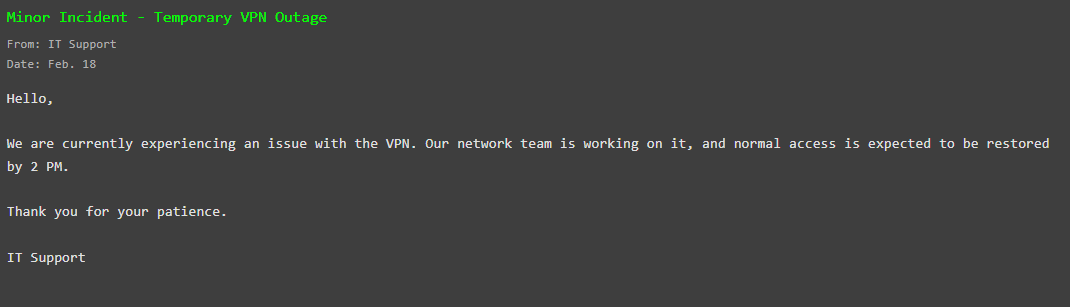 Minor Incident - Temporary VPN Outage
From: IT Support
Date: Feb. 18
Hello,
We are currently experiencing an issue with the VPN. Our network team is working on it, and normal access is expected to be restored
by 2 PM.
Thank you for your patience.
IT Support